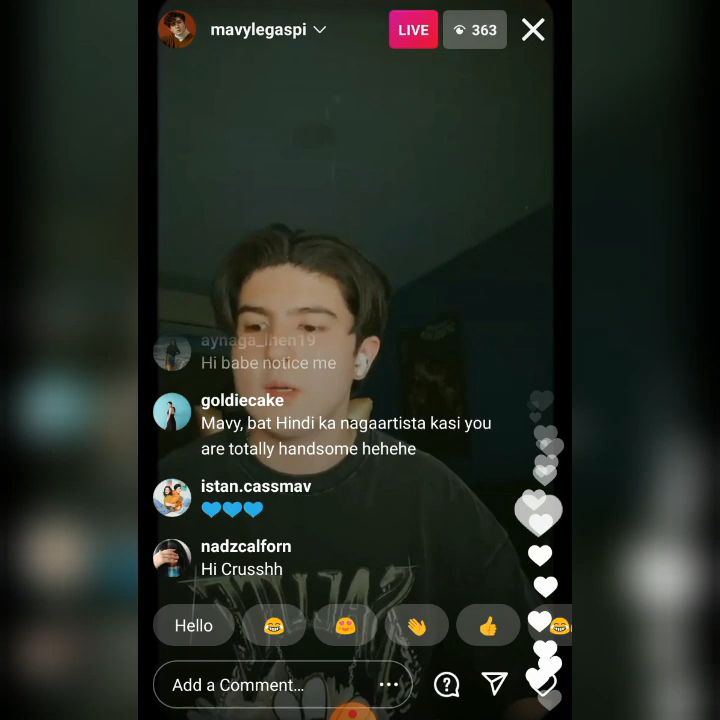 mavylegaspi
LIVE
363
aynaga_lhen19
Hi babe notice me
goldiecake
Mavy, bat Hindi ka nagaartista kasi you
are totally handsome hehehe
istan.cassmav
💙💙💙
nadzcalforn
Hi Crusshh
Hello 😂 😍 👋 👍 😂
Add a Comment...